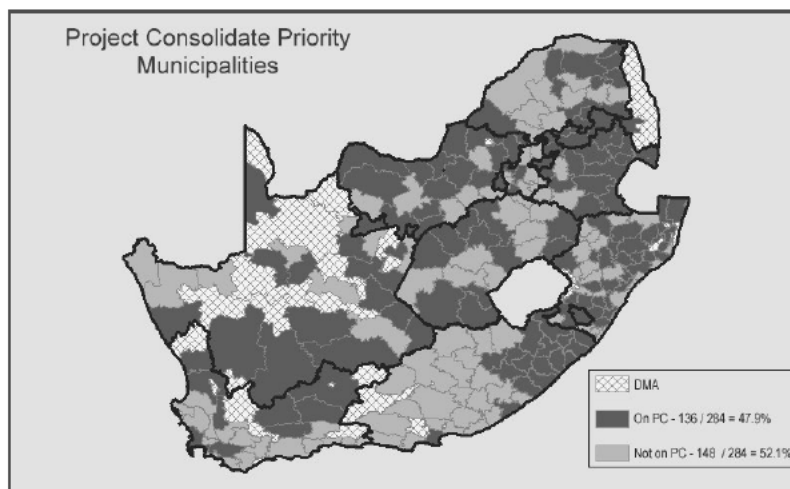 Project Consolidate Priority
Municipalities
DMA
On PC - 136 / 284 = 47.9%
Not on PC - 148 / 284 = 52.1%